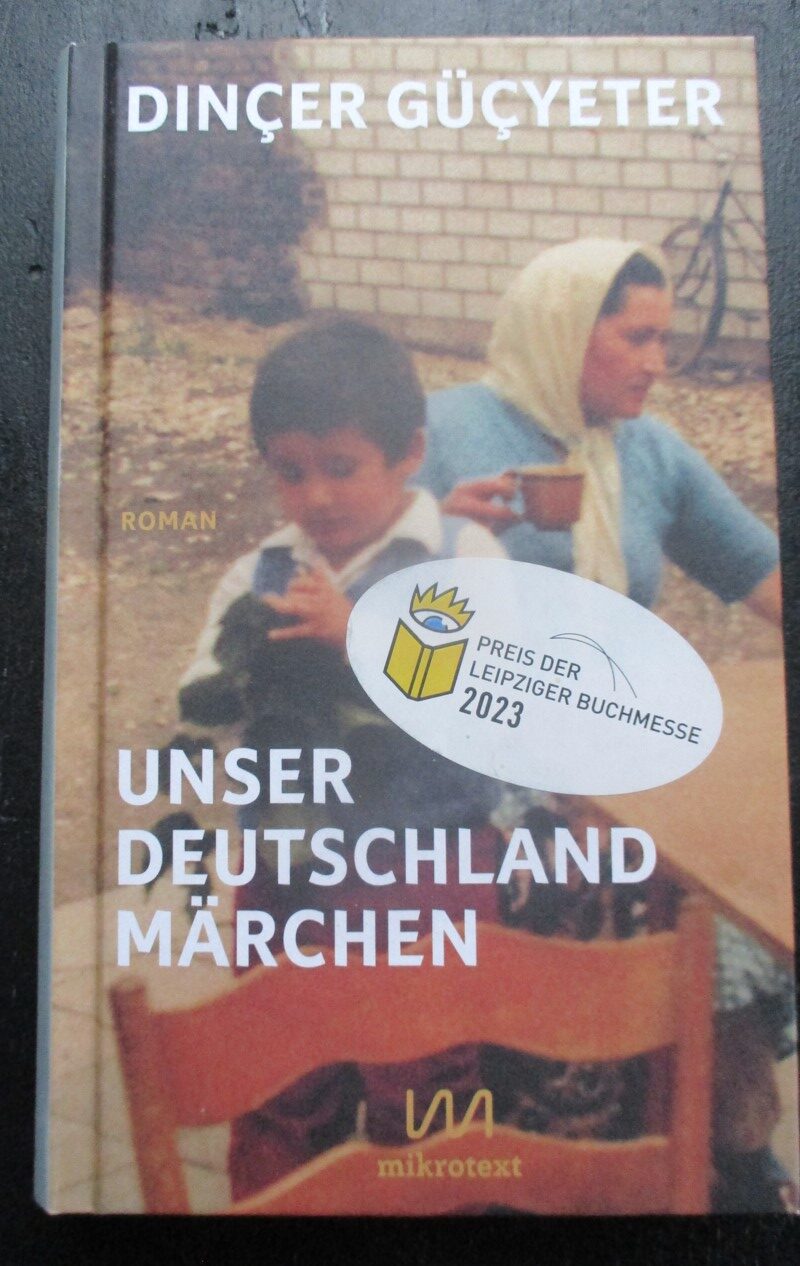 DINÇER GÜÇYETER
ROMAN
PREIS DER
LEIPZIGER BUCHMESSE
2023
UNSER
DEUTSCHLAND
MÄRCHEN
mikrotext